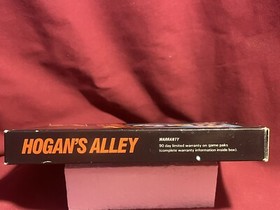 HOGAN'S ALLEY
WARRANTY
90 day limited warranty on game paks
(complete warranty information inside box).